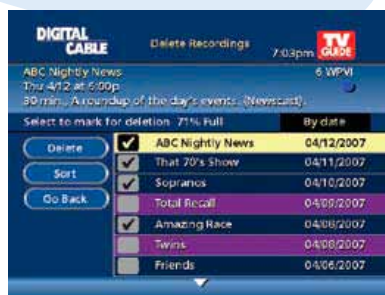 DIGITAL CABLE
Delete Recordings
7:03pm
TV GUIDE
ABC Nightly News
6 WPVI
Thu 4/12 at 6:00p
30 min., A roundup of the day's events. (Newscast).
Select to mark for deletion 71% Full
By date
Delete
Sort
Go Back
ABC Nightly News 04/12/2007
That 70's Show 04/11/2007
Sopranos 04/10/2007
Total Recall 04/09/2007
Amazing Race 04/08/2007
Twins 04/08/2007
Friends 04/06/2007